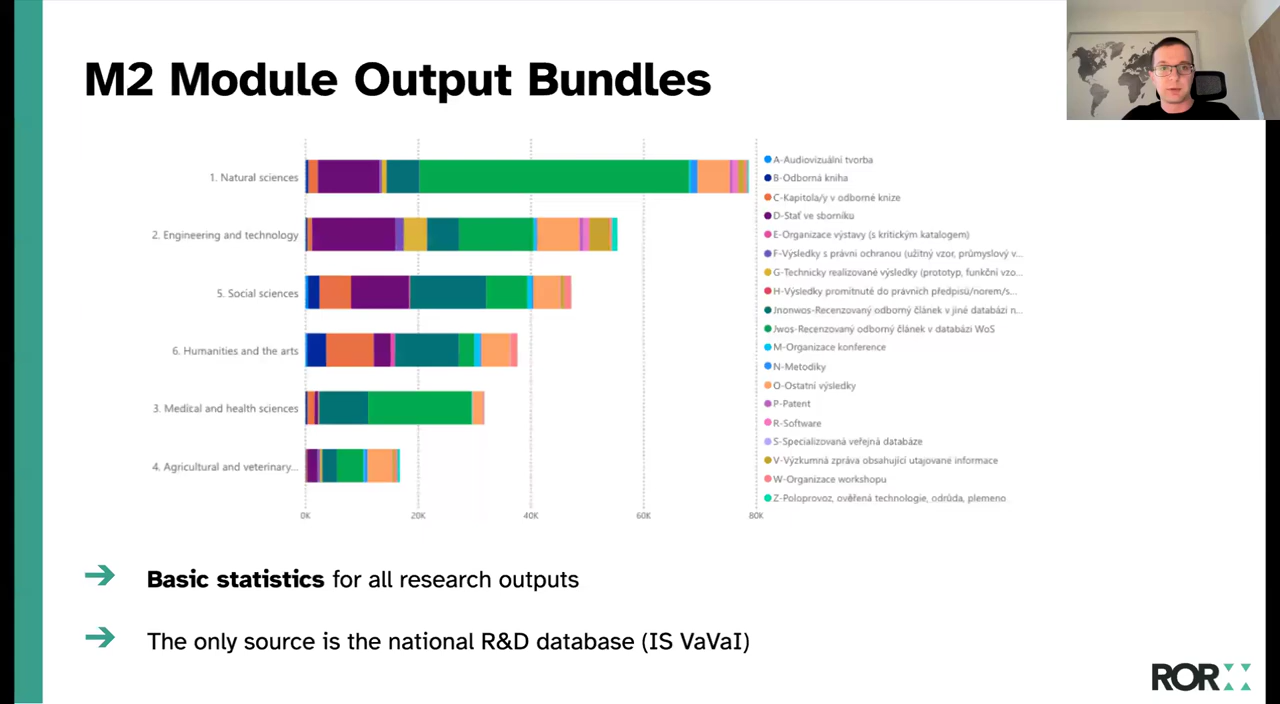 M2 Module Output Bundles
1. Natural sciences
2. Engineering and technology
5. Social sciences
6. Humanities and the arts
3. Medical and health sciences
4. Agricultural and veterinary...
0K 20K 40K 60K 80K
A-Audiovizuální tvorba
B-Odborná kniha
C-Kapitola/y v odborné knize
D-Stať ve sborníku
E-Organizace výstavy (s kritickým katalogem)
F-Výsledky s právní ochranou (užitný vzor, průmyslový v...
G-Technicky realizované výsledky (prototyp, funkční vzo...
H-Výsledky promítnuté do právních předpisů/norem/s...
Jnonwos-Recenzovaný odborný článek v jiné databázi n...
Jwos-Recenzovaný odborný článek v databázi WoS
M-Organizace konference
N-Metodiky
O-Ostatní výsledky
P-Patent
R-Software
S-Specializovaná veřejná databáze
V-Výzkumná zpráva obsahující utajované informace
W-Organizace workshopu
Z-Poloprovoz, ověřená technologie, odrůda, plemeno
Basic statistics for all research outputs
The only source is the national R&D database (IS VaVaI)
ROR